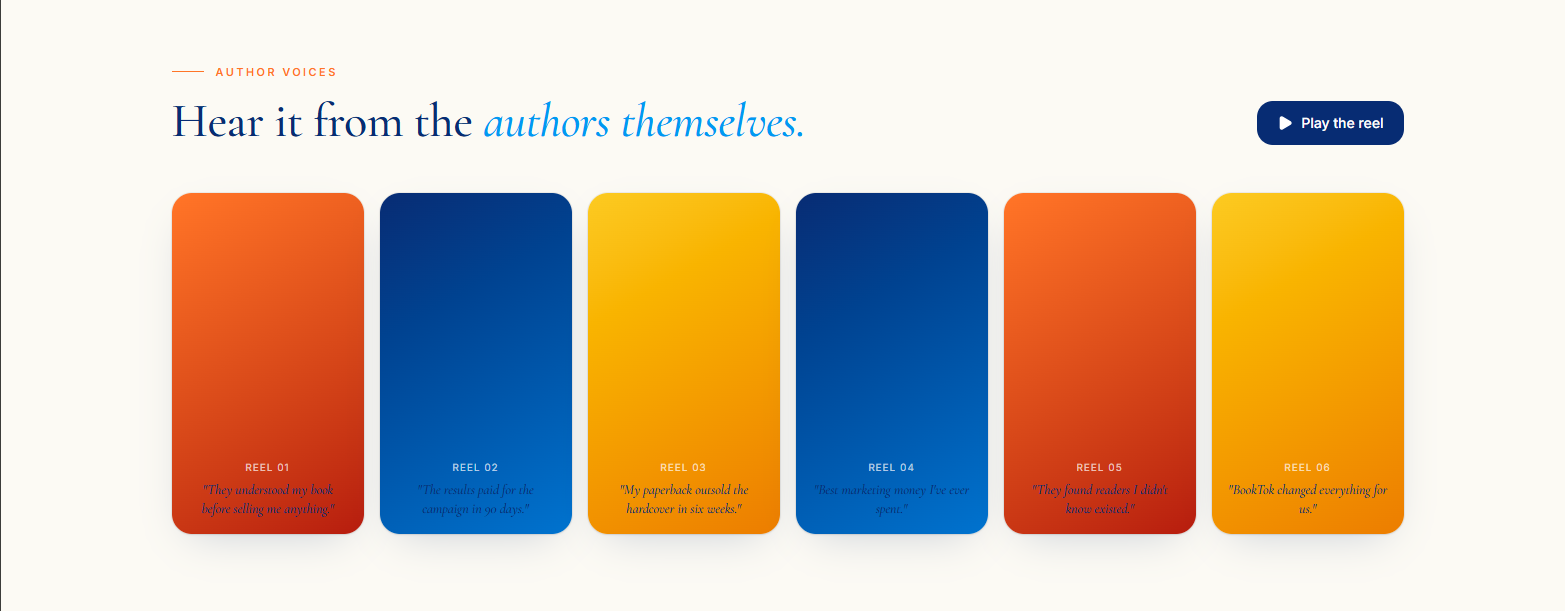 AUTHOR VOICES
Hear it from the authors themselves.
Play the reel
REEL 01
"They understood my book
before selling me anything."
REEL 02
"The results paid for the
campaign in 90 days."
REEL 03
"My paperback outsold the
hardcover in six weeks."
REEL 04
"Best marketing money I've ever
spent."
REEL 05
"They found readers I didn't
know existed."
REEL 06
"BookTok changed everything for
us."